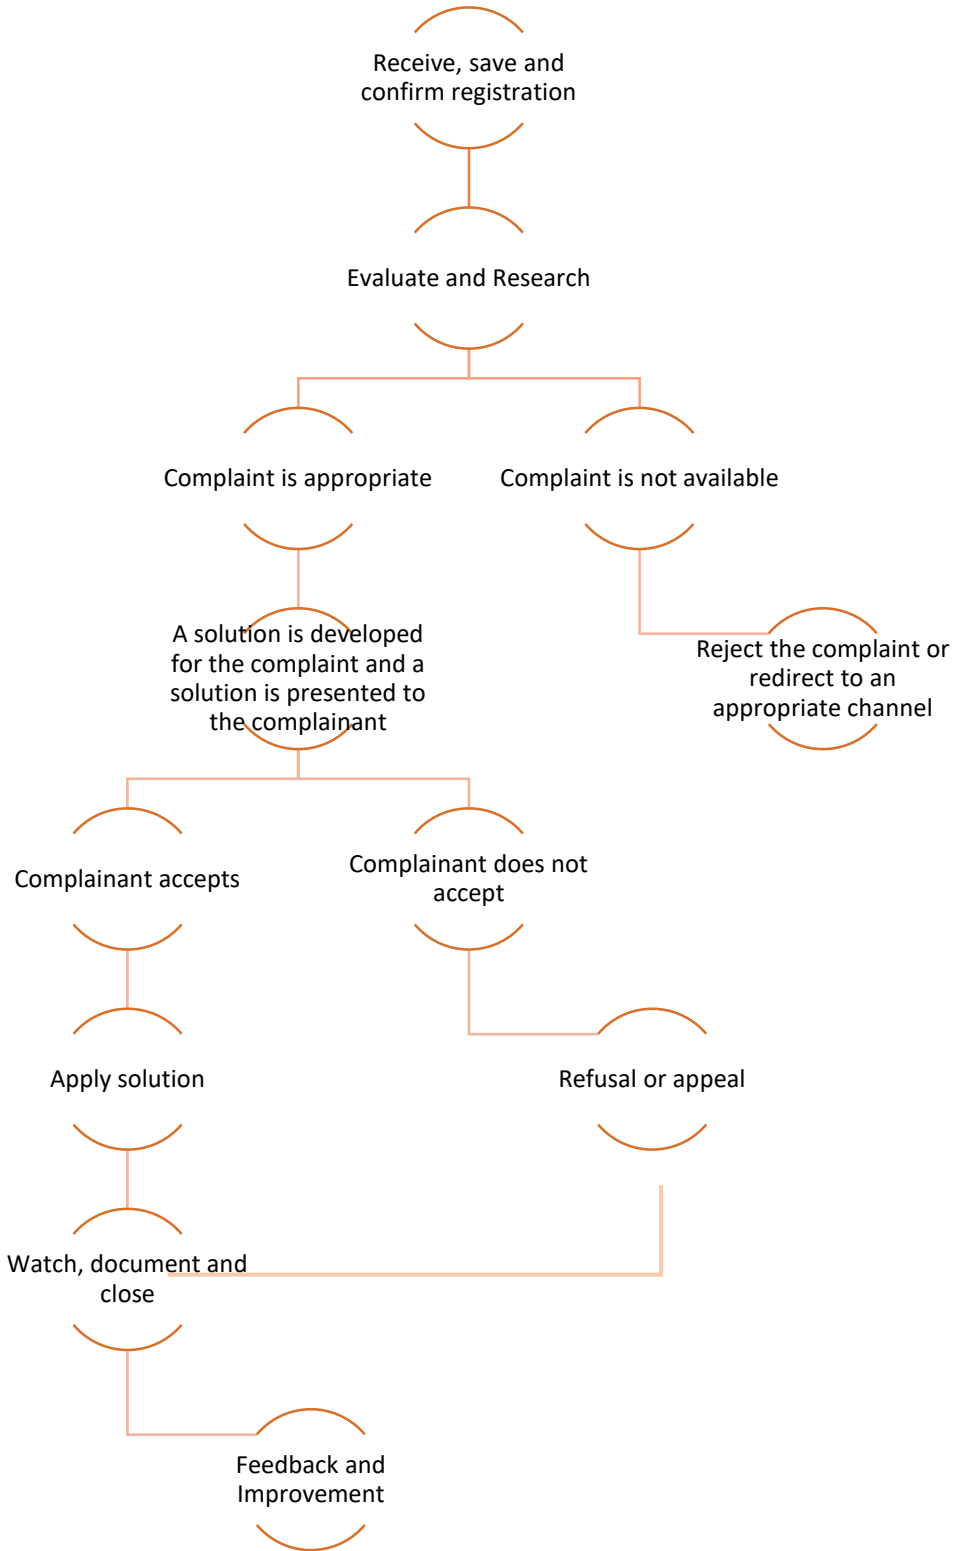 Receive, save and
confirm registration
Evaluate and Research
Complaint is appropriate
Complaint is not available
A solution is developed
for the complaint and a
solution is presented to
the complainant
Reject the complaint or
redirect to an
appropriate channel
Complainant accepts
Complainant does not
accept
Apply solution
Refusal or appeal
Watch, document and
close
Feedback and
Improvement